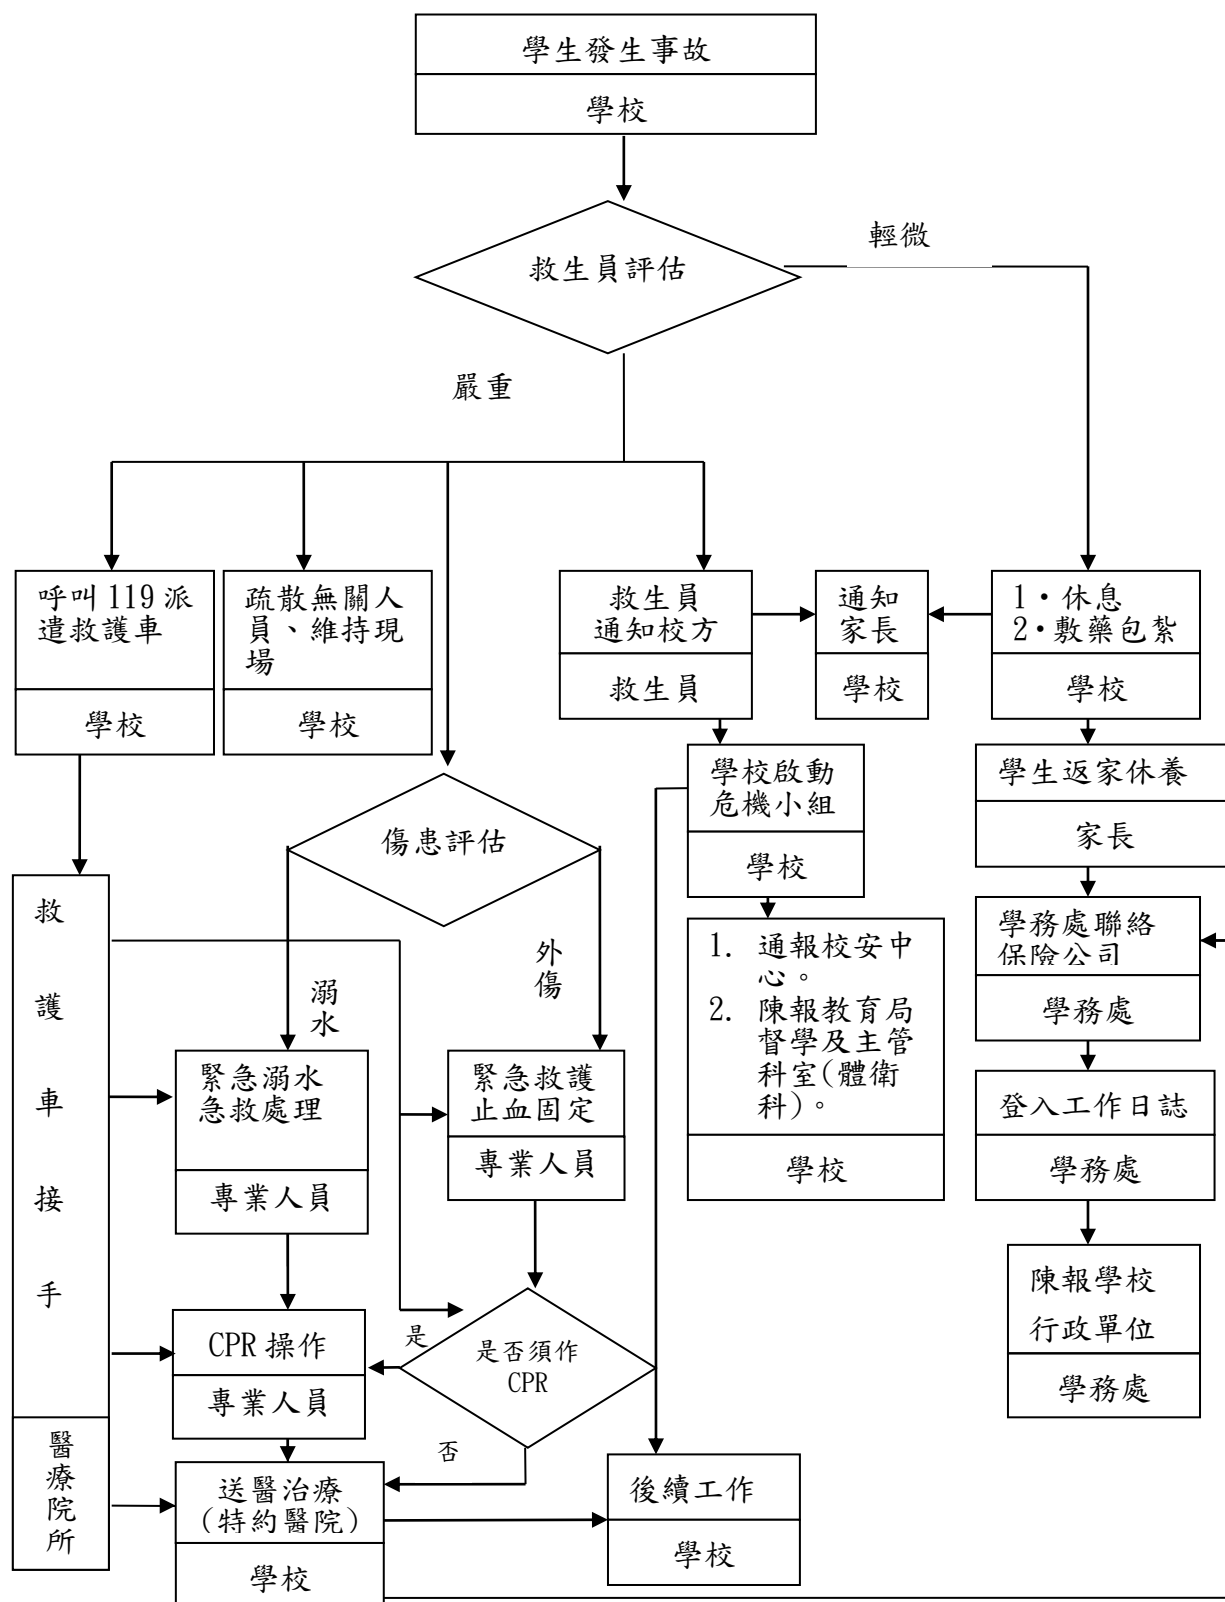 學生發生事故
學校
救生員評估
輕微
嚴重
呼叫 119 派
遣救護車
學校
疏散無關人
員、維持現
場
學校
救生員
通知校方
救生員
通知
家長
學校
1‧休息
2‧敷藥包紮
學校
學校啟動
危機小組
學校
學生返家休養
家長
傷患評估
溺水
外傷
救護車接手
醫療院所
1. 通報校安中
心。
2. 陳報教育局
督學及主管
科室(體衛
科)。
學校
學務處聯絡
保險公司
學務處
緊急溺水
急救處理
專業人員
緊急救護
止血固定
專業人員
登入工作日誌
學務處
陳報學校
行政單位
學務處
CPR 操作
專業人員
是
是否須作
CPR
否
送醫治療
(特約醫院)
學校
後續工作
學校